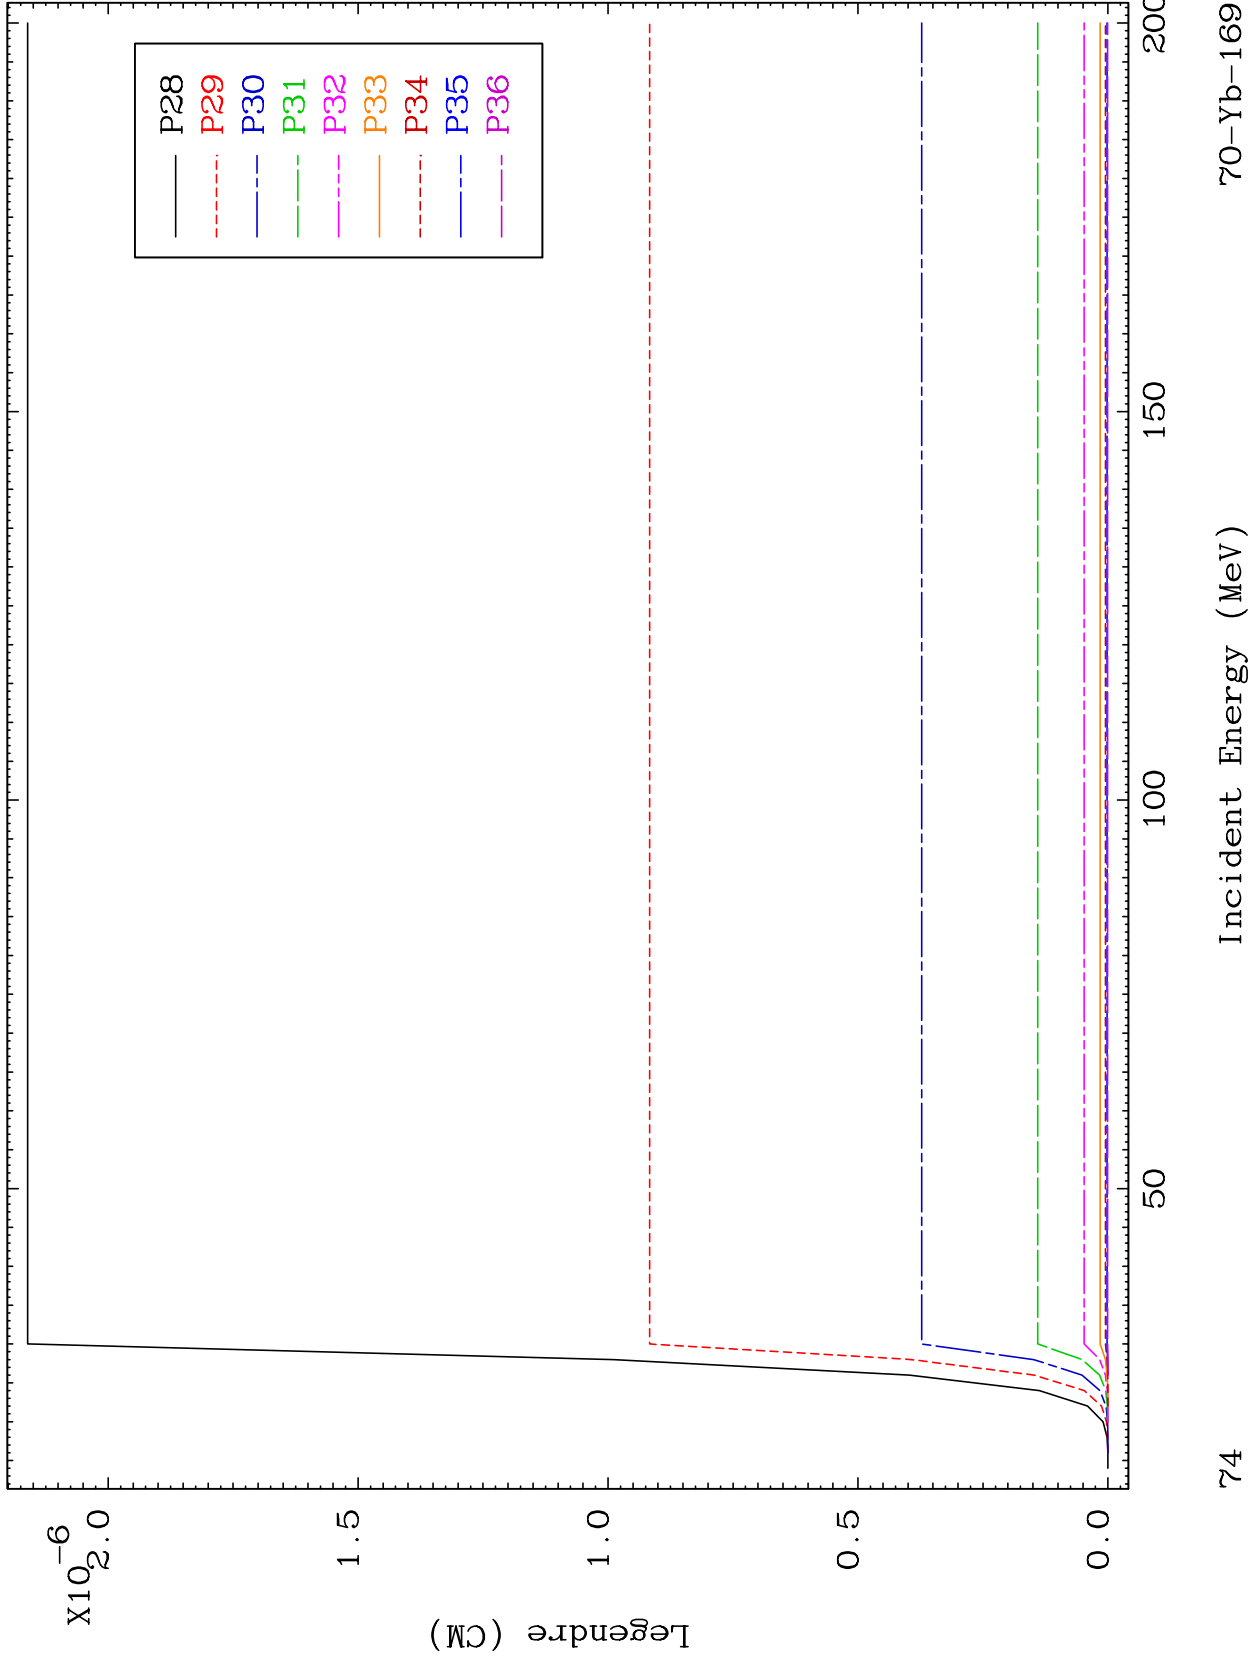 X10-6
2.0
1.5
1.0
0.5
0.0
Legendre (CM)
P28
P29
P30
P31
P32
P33
P34
P35
P36
50
100
150
200
Incident Energy (MeV)
74
70-Yb-169